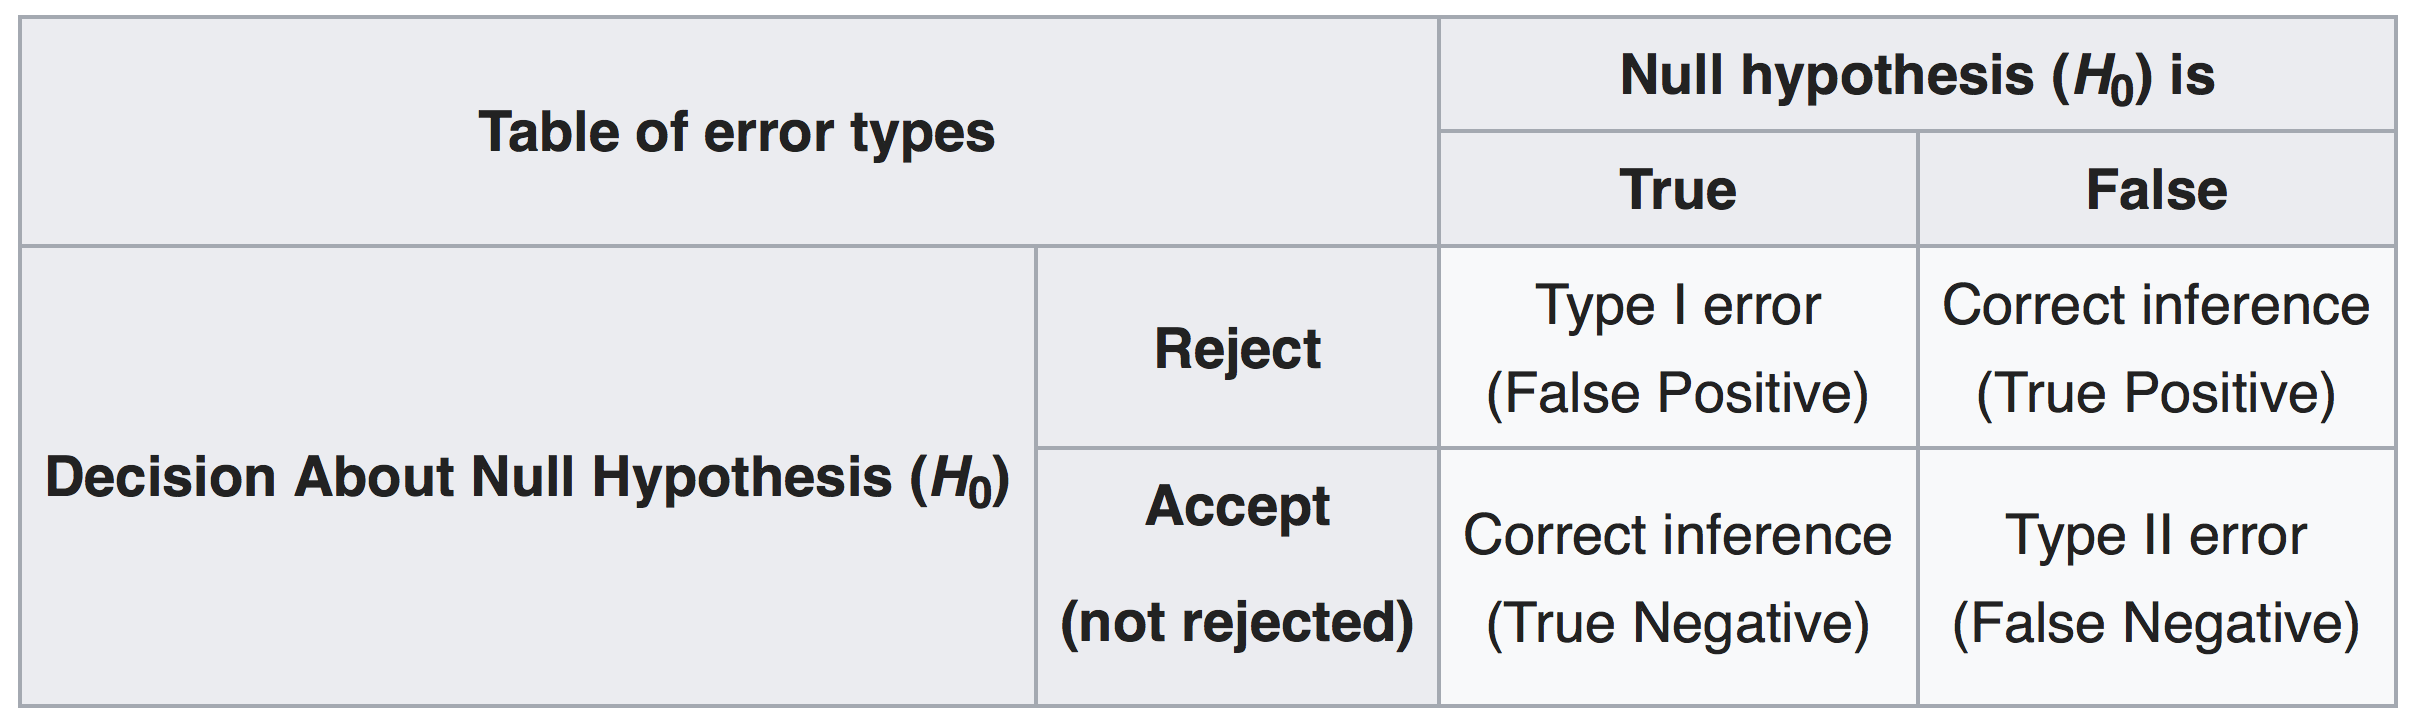 Table of error types
Null hypothesis (H0) is
True
False
Decision About Null Hypothesis (H0)
Reject
Type I error
(False Positive)
Correct inference
(True Positive)
Accept
(not rejected)
Correct inference
(True Negative)
Type II error
(False Negative)